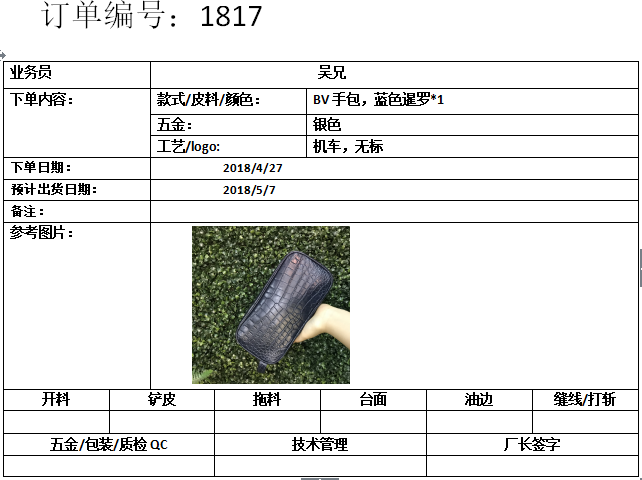 订单编号：1817
业务员 吴兄
下单内容： 款式/皮料/颜色： BV 手包，蓝色暹罗*1
五金： 银色
工艺/logo: 机车，无标
下单日期： 2018/4/27
预计出货日期： 2018/5/7
备注：
参考图片：
开料 铲皮 拖料 台面 油边 缝线/打斩
五金/包装/质检 QC 技术管理 厂长签字